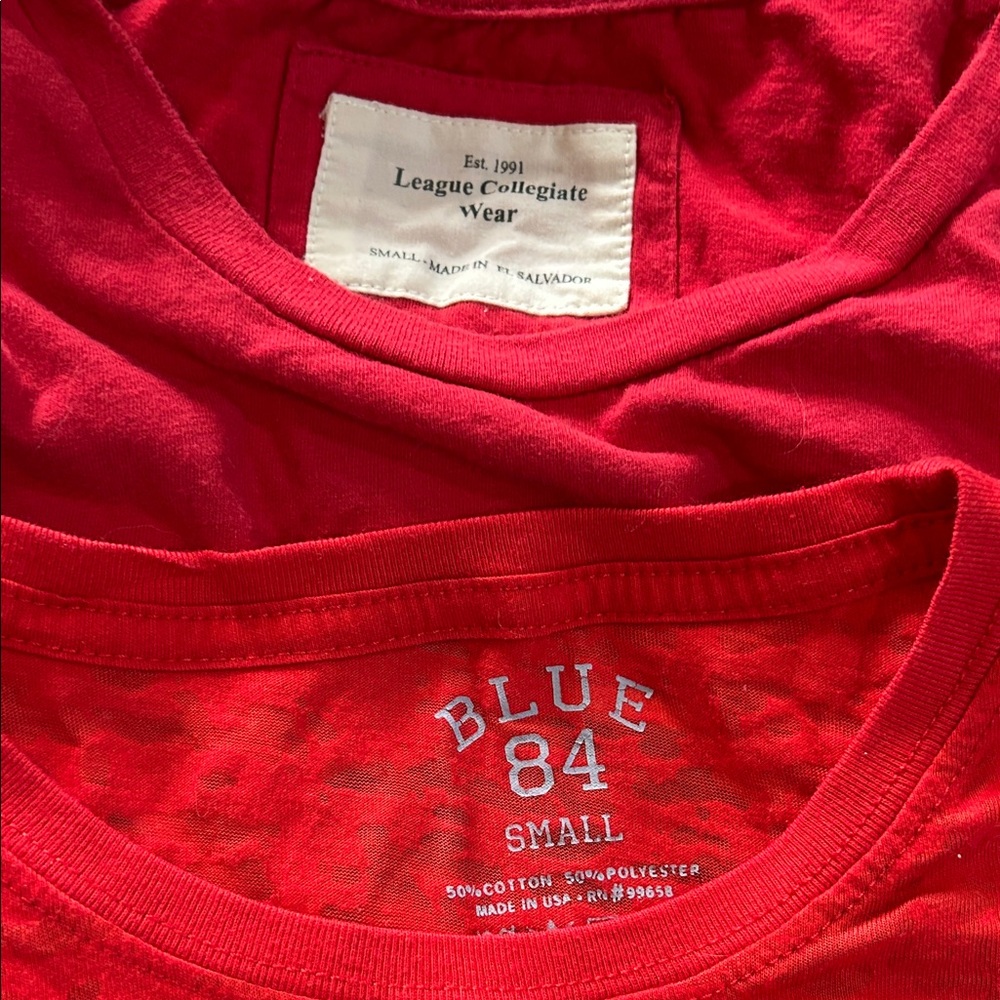 Est. 1991
League Collegiate
Wear
SMALL · MADE IN EL SALVADOR
BLUE
84
SMALL
50% COTTON 50% POLYESTER
MADE IN USA • RN #99658